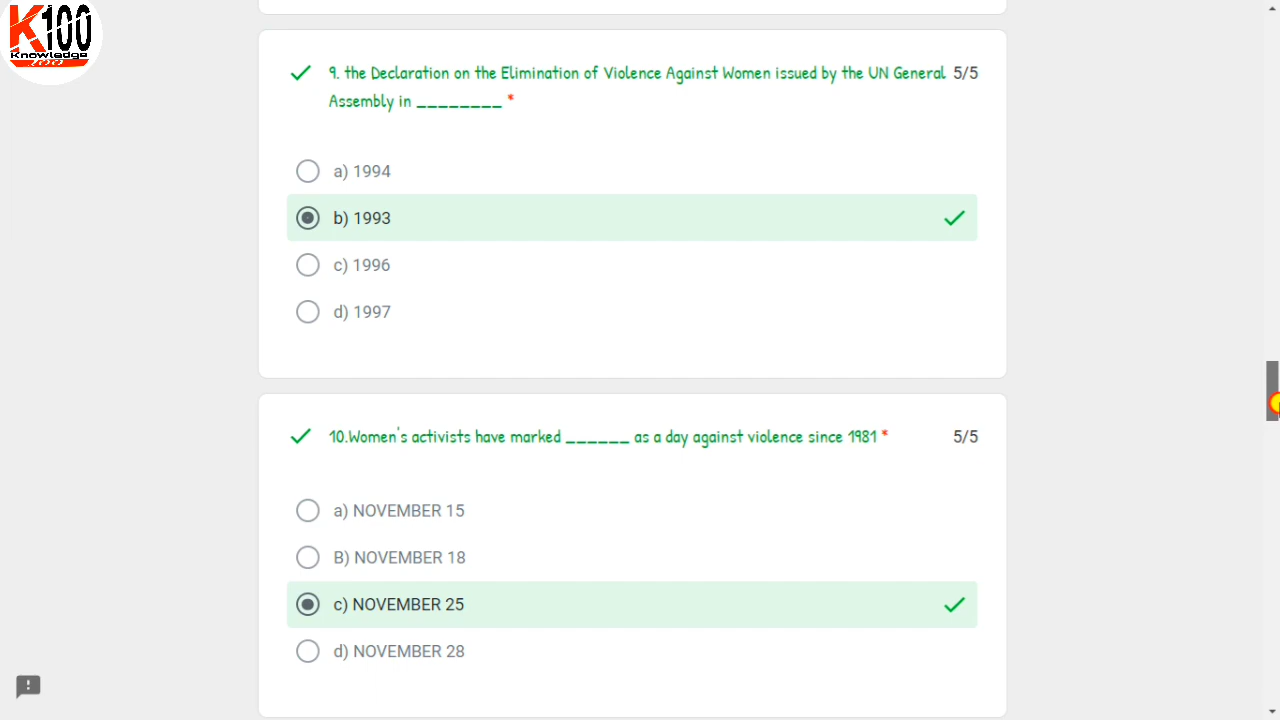 K100
Knowledge
9. the Declaration on the Elimination of Violence Against Women issued by the UN General 5/5
Assembly in ________ *
a) 1994
b) 1993
c) 1996
d) 1997
10.Women's activists have marked ______ as a day against violence since 1981 * 5/5
a) NOVEMBER 15
B) NOVEMBER 18
c) NOVEMBER 25
d) NOVEMBER 28